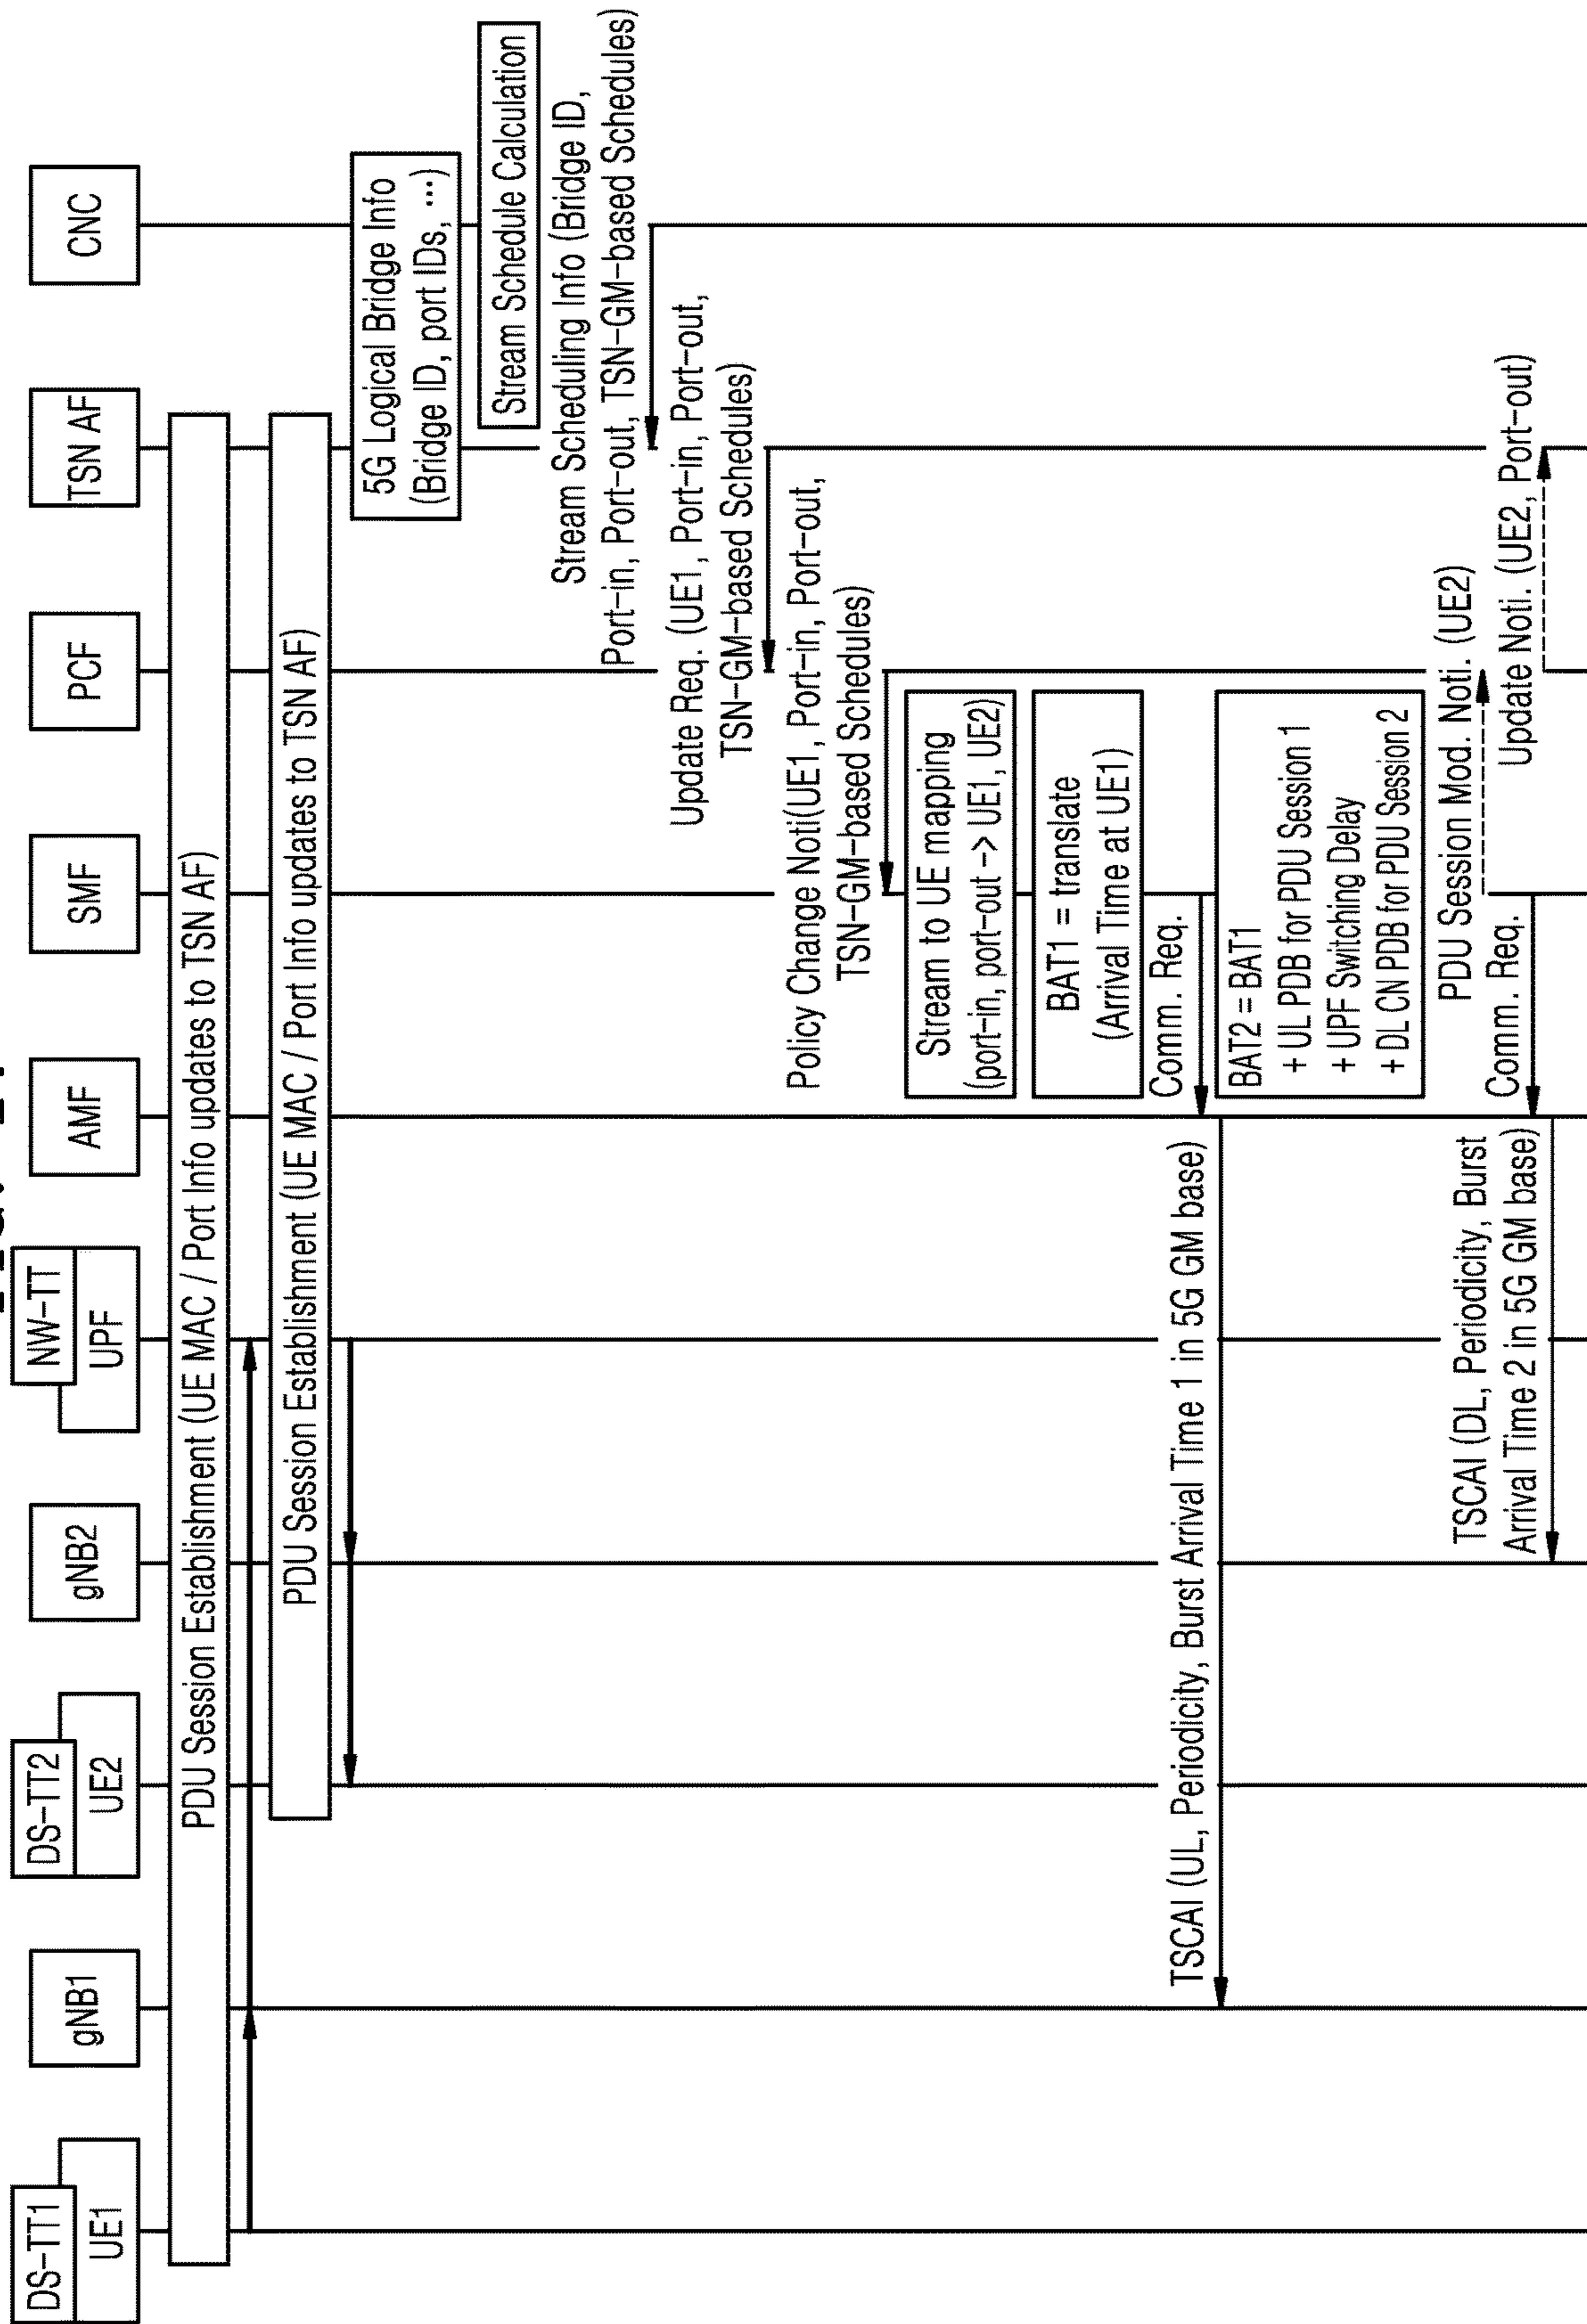 DS-TT1
UE1
gNB1
DS-TT2
UE2
gNB2
NW-TT
UPF
AMF
SMF
PCF
TSN AF
CNC
PDU Session Establishment (UE MAC / Port Info updates to TSN AF)
PDU Session Establishment (UE MAC / Port Info updates to TSN AF)
5G Logical Bridge Info
(Bridge ID, port IDs, ···)
Stream Schedule Calculation
Stream Scheduling Info (Bridge ID,
Port-in, Port-out, TSN-GM-based Schedules)
Update Req. (UE1, Port-in, Port-out,
TSN-GM-based Schedules)
Policy Change Noti(UE1, Port-in, Port-out,
TSN-GM-based Schedules)
Stream to UE mapping
(port-in, port-out -> UE1, UE2)
BAT1 = translate
(Arrival Time at UE1)
Comm. Req.
TSCAI (UL, Periodicity, Burst Arrival Time 1 in 5G GM base)
BAT2 = BAT1
+ UL PDB for PDU Session 1
+ UPF Switching Delay
+ DL CN PDB for PDU Session 2
PDU Session Mod. Noti. (UE2)
Update Noti. (UE2, Port-out)
Comm. Req.
TSCAI (DL, Periodicity, Burst
Arrival Time 2 in 5G GM base)